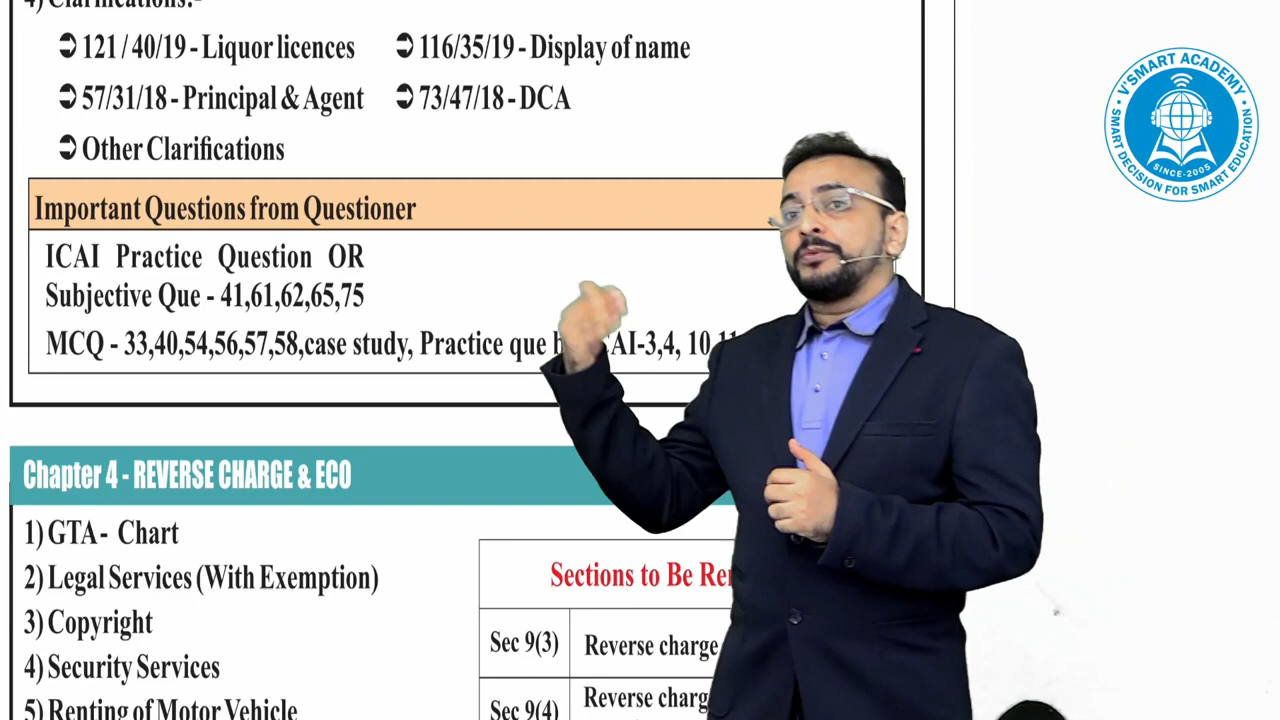 4) Clarifications:-
➲ 121 / 40/19 - Liquor licences
➲ 116/35/19 - Display of name
➲ 57/31/18 - Principal & Agent
➲ 73/47/18 - DCA
➲ Other Clarifications
Important Questions from Questioner
ICAI Practice Question OR
Subjective Que - 41,61,62,65,75
MCQ - 33,40,54,56,57,58,case study, Practice que AI-3,4, 10
Chapter 4 - REVERSE CHARGE & ECO
1) GTA - Chart
2) Legal Services (With Exemption)
3) Copyright
4) Security Services
5) Renting of Motor Vehicle
Sections to Be
Sec 9(3)
Reverse charge
Sec 9(4)
Reverse
V'SMART ACADEMY
SMART DECISION FOR SMART EDUCATION
SINCE-2005